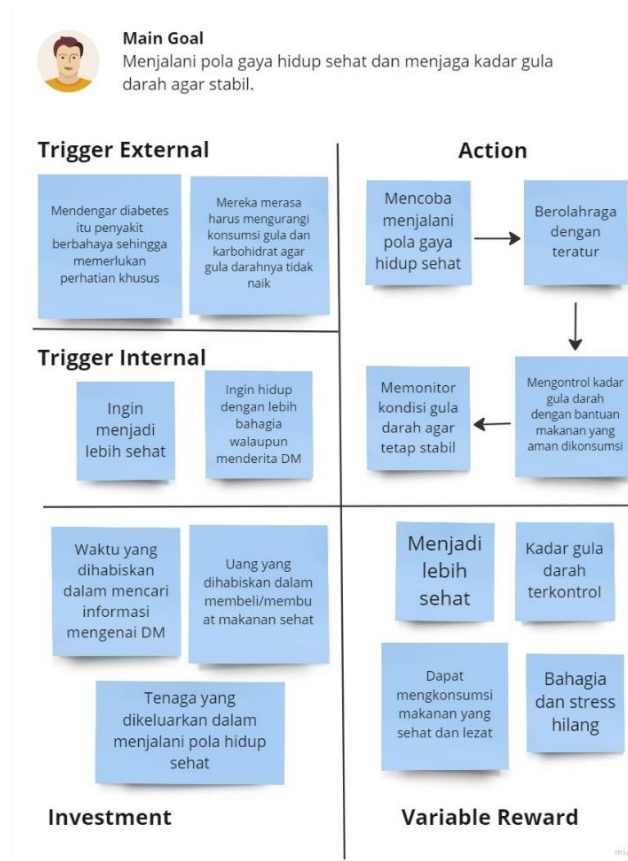 Main Goal
Menjalani pola gaya hidup sehat dan menjaga kadar gula
darah agar stabil.
Trigger External
Mendengar diabetes
itu penyakit
berbahaya sehingga
memerlukan
perhatian khusus
Mereka merasa
harus mengurangi
konsumsi gula dan
karbohidrat agar
gula darahnya tidak
naik
Action
Mencoba
menjalani
pola gaya
hidup sehat
Berolahraga
dengan
teratur
Mengontrol kadar
gula darah
dengan bantuan
makanan yang
aman dikonsumsi
Memonitor
kondisi gula
darah agar
tetap stabil
Trigger Internal
Ingin
menjadi
lebih sehat
Ingin hidup
dengan lebih
bahagia
walaupun
menderita DM
Waktu yang
dihabiskan
dalam mencari
informasi
mengenai DM
Uang yang
dihabiskan dalam
membeli/membu
at makanan sehat
Tenaga yang
dikeluarkan dalam
menjalani pola hidup
sehat
Investment
Menjadi
lebih
sehat
Kadar gula
darah
terkontrol
Dapat
mengkonsumsi
makanan yang
sehat dan lezat
Bahagia
dan stress
hilang
Variable Reward